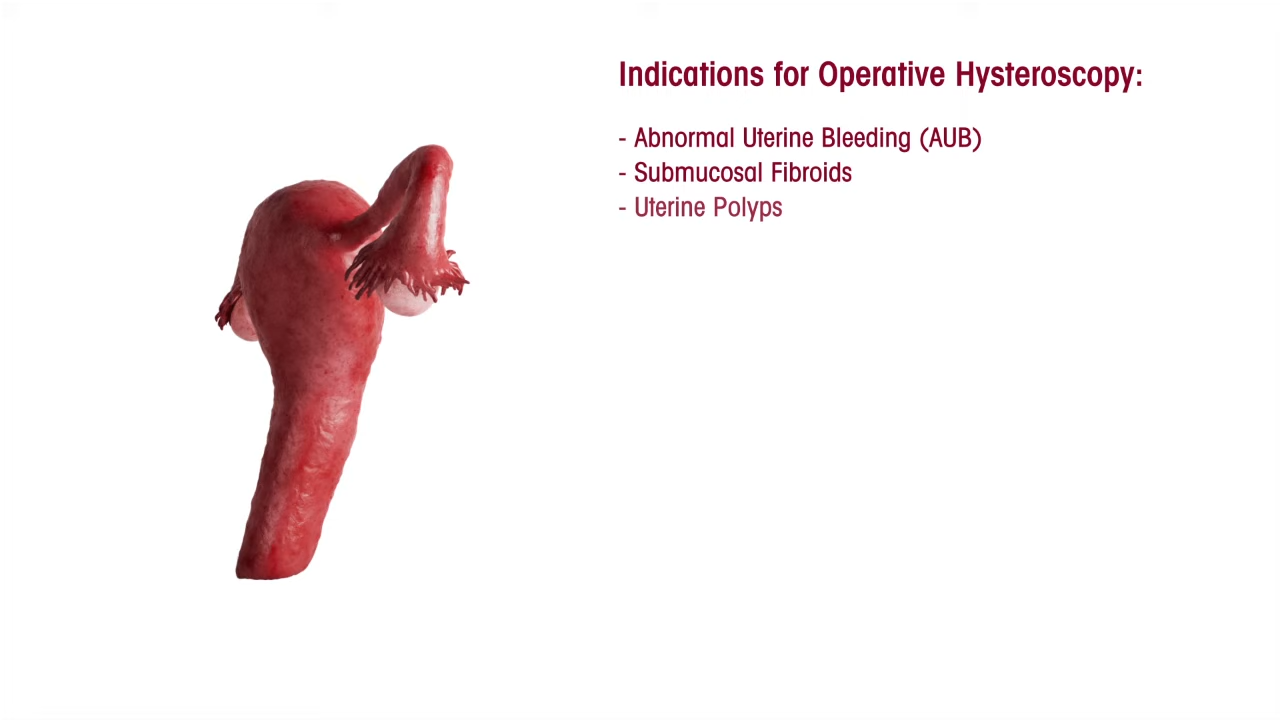 Indications for Operative Hysteroscopy:
- Abnormal Uterine Bleeding (AUB)
- Submucosal Fibroids
- Uterine Polyps